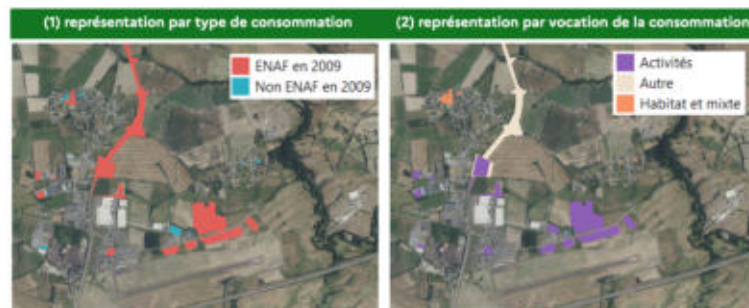 (1) représentation par type de consommation
(2) représentation par vocation de la consommation
ENAF en 2009
Non ENAF en 2009
Activités
Autre
Habitat et mixte